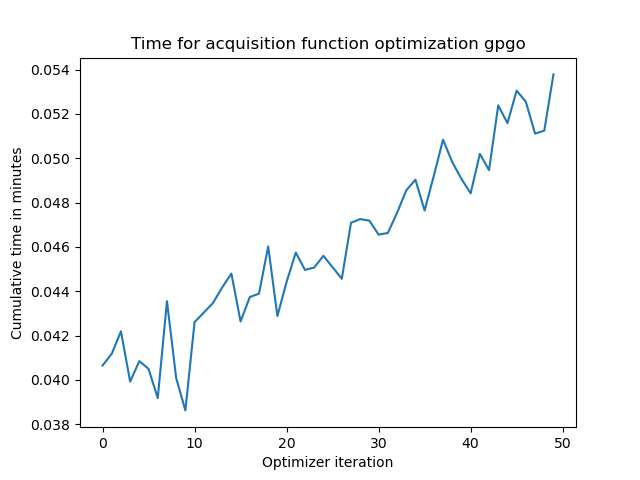 Time for acquisition function optimization gpgo
0.054
0.052
0.050
0.048
0.046
0.044
0.042
0.040
0.038
Cumulative time in minutes
0 10 20 30 40 50
Optimizer iteration